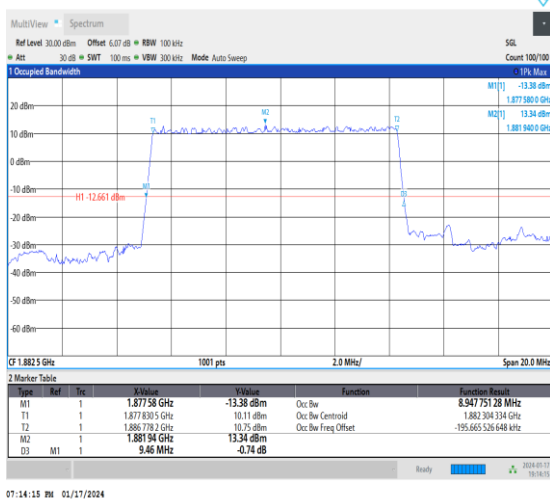 MultiView Spectrum
Ref Level 30.00 dBm Offset 6.07 dB RBW 100 kHz SGL
Att 30 dB SWT 100 ms VBW 300 kHz Mode Auto Sweep Count 100/100
1 Occupied Bandwidth 1Pk Max
M1[1] -13.38 dBm
1.877 580 0 GHz
M2[1] 13.34 dBm
1.881 940 0 GHz
20 dBm
T1 M2 T2
10 dBm
0 dBm
-10 dBm M1 D3
H1 -12.661 dBm
-20 dBm
-30 dBm
-40 dBm
-50 dBm
-60 dBm
CF 1.882 5 GHz 1001 pts 2.0 MHz/ Span 20.0 MHz
2 Marker Table
Type Ref Trc X-Value Y-Value Function Function Result
M1 1 1.877 58 GHz -13.38 dBm Occ Bw 8.947 751 28 MHz
T1 1 1.877 830 5 GHz 10.11 dBm Occ Bw Centroid 1.882 304 334 GHz
T2 1 1.886 778 2 GHz 10.75 dBm Occ Bw Freq Offset -195.665 526 648 kHz
M2 1 1.881 94 GHz 13.34 dBm
D3 M1 1 9.46 MHz -0.74 dB
Ready 2024-01-17
19:14:15
07:14:15 PM 01/17/2024